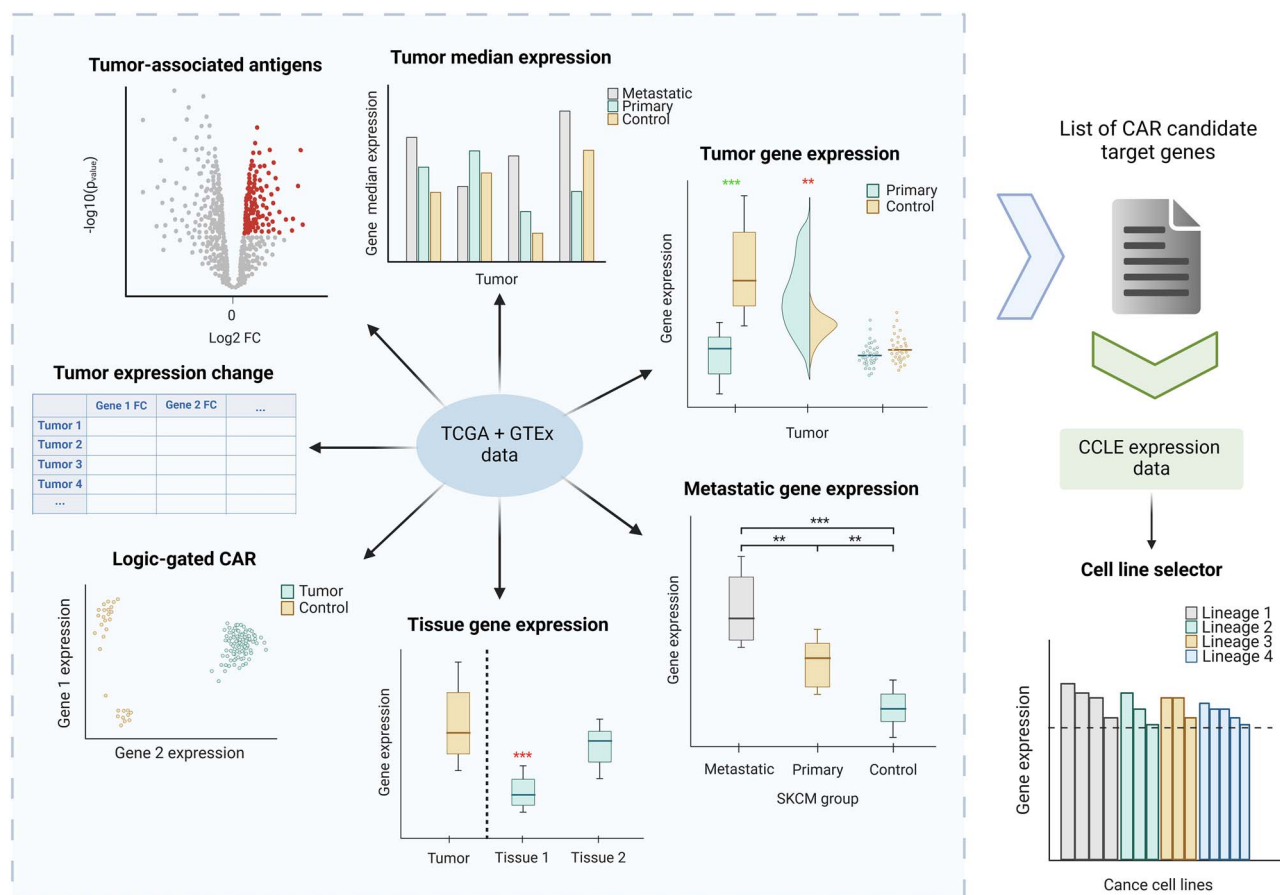 Tumor-associated antigens
-log10(pvalue)
0
Log2 FC
Tumor median expression
Gene median expression
Metastatic
Primary
Control
Tumor
Tumor gene expression
Gene expression
***
**
Primary
Control
Tumor
Tumor expression change
Gene 1 FC
Gene 2 FC
...
Tumor 1
Tumor 2
Tumor 3
Tumor 4
...
TCGA + GTEx
data
Logic-gated CAR
Gene 1 expression
Tumor
Control
Gene 2 expression
Tissue gene expression
Gene expression
***
Tumor
Tissue 1
Tissue 2
Metastatic gene expression
Gene expression
***
**
**
Metastatic
Primary
Control
SKCM group
List of CAR candidate
target genes
CCLE expression
data
Cell line selector
Gene expression
Lineage 1
Lineage 2
Lineage 3
Lineage 4
Cance cell lines